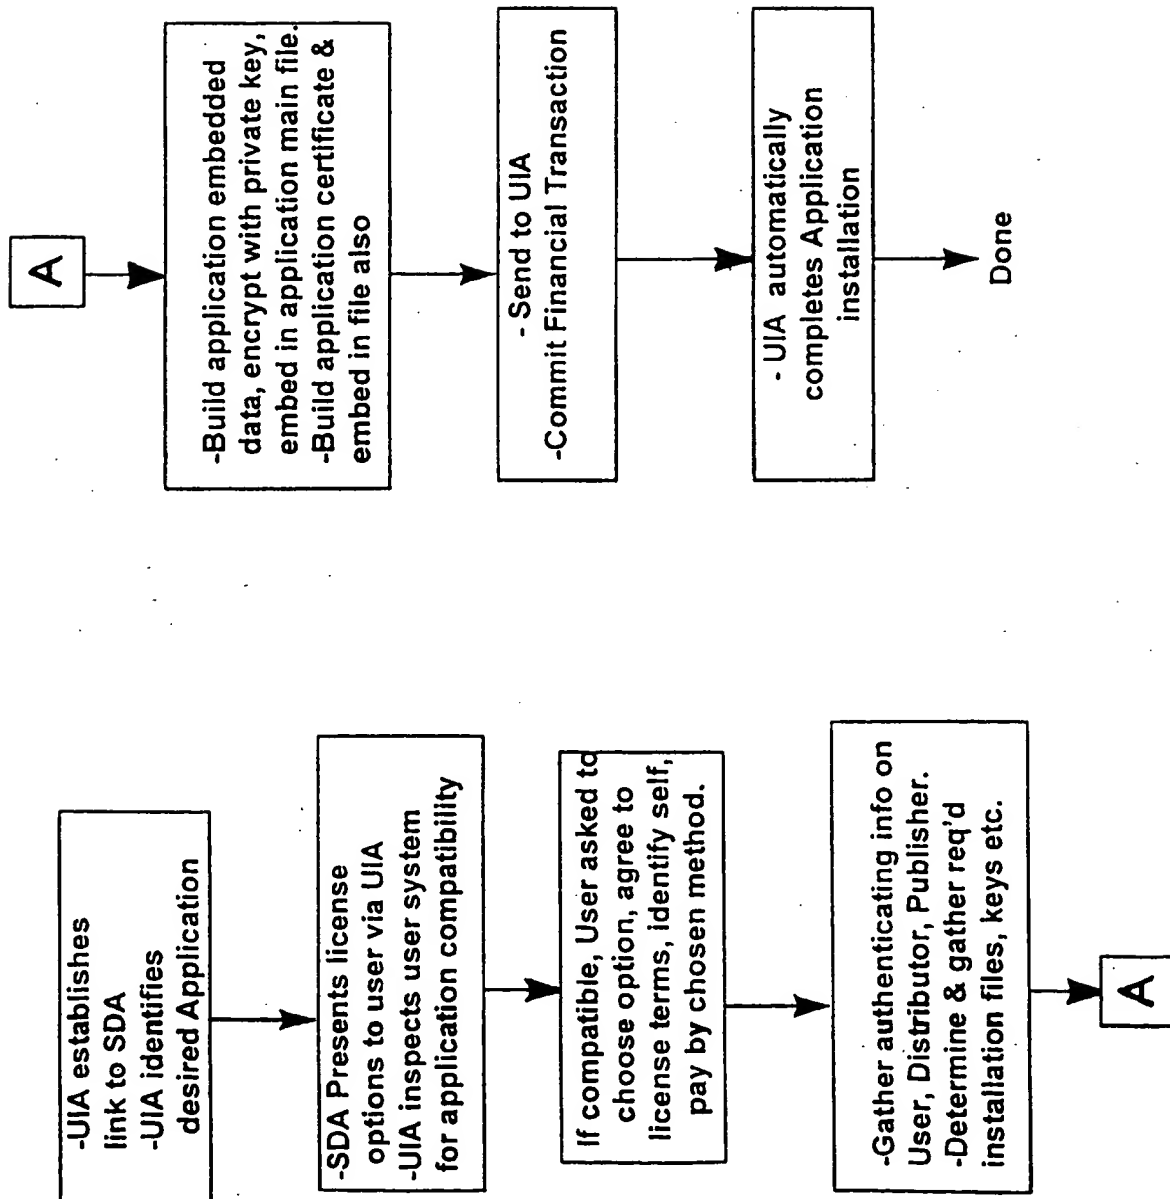 -UIA establishes
link to SDA
-UIA identifies
desired Application
-SDA Presents license
options to user via UIA
-UIA inspects user system
for application compatibility
If compatible, User asked to
choose option, agree to
license terms, identify self,
pay by chosen method.
-Gather authenticating info on
User, Distributor, Publisher.
-Determine & gather req'd
installation files, keys etc.
A
A
-Build application embedded
data, encrypt with private key,
embed in application main file.
-Build application certificate &
embed in file also
- Send to UIA
-Commit Financial Transaction
- UIA automatically
completes Application
installation
Done